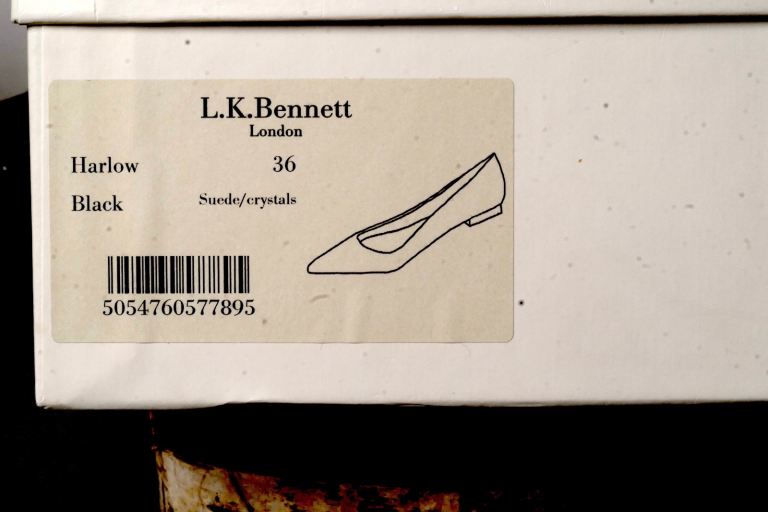 L.K.Bennett
London
Harlow 36
Black Suede/crystals
5054760577895